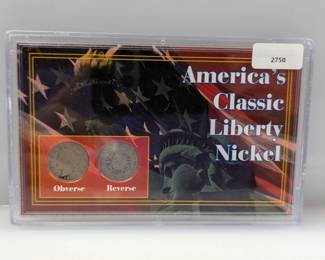 2750
America's
Classic
Liberty
Nickel
Obverse Reverse